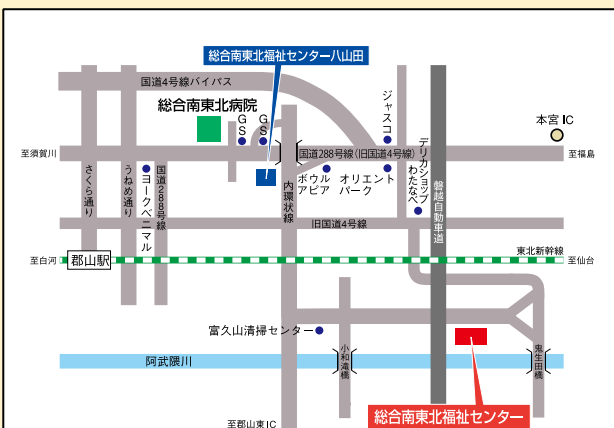 総合南東北福祉センター八山田
国道4号線バイパス
総合南東北病院
GS
GS
ジャスコ
本宮IC
至須賀川
国道288号線(旧国道4号線)
至福島
さくら通り
うねめ通り
ヨークベニマル
国道288号線
内環状線
ボウル
アピア
オリエント
パーク
デリカショップ
わたなべ
磐越自動車道
旧国道4号線
東北新幹線
至白河
郡山駅
至仙台
富久山清掃センター
小和滝橋
鬼生田橋
阿武隈川
総合南東北福祉センター
至郡山東IC